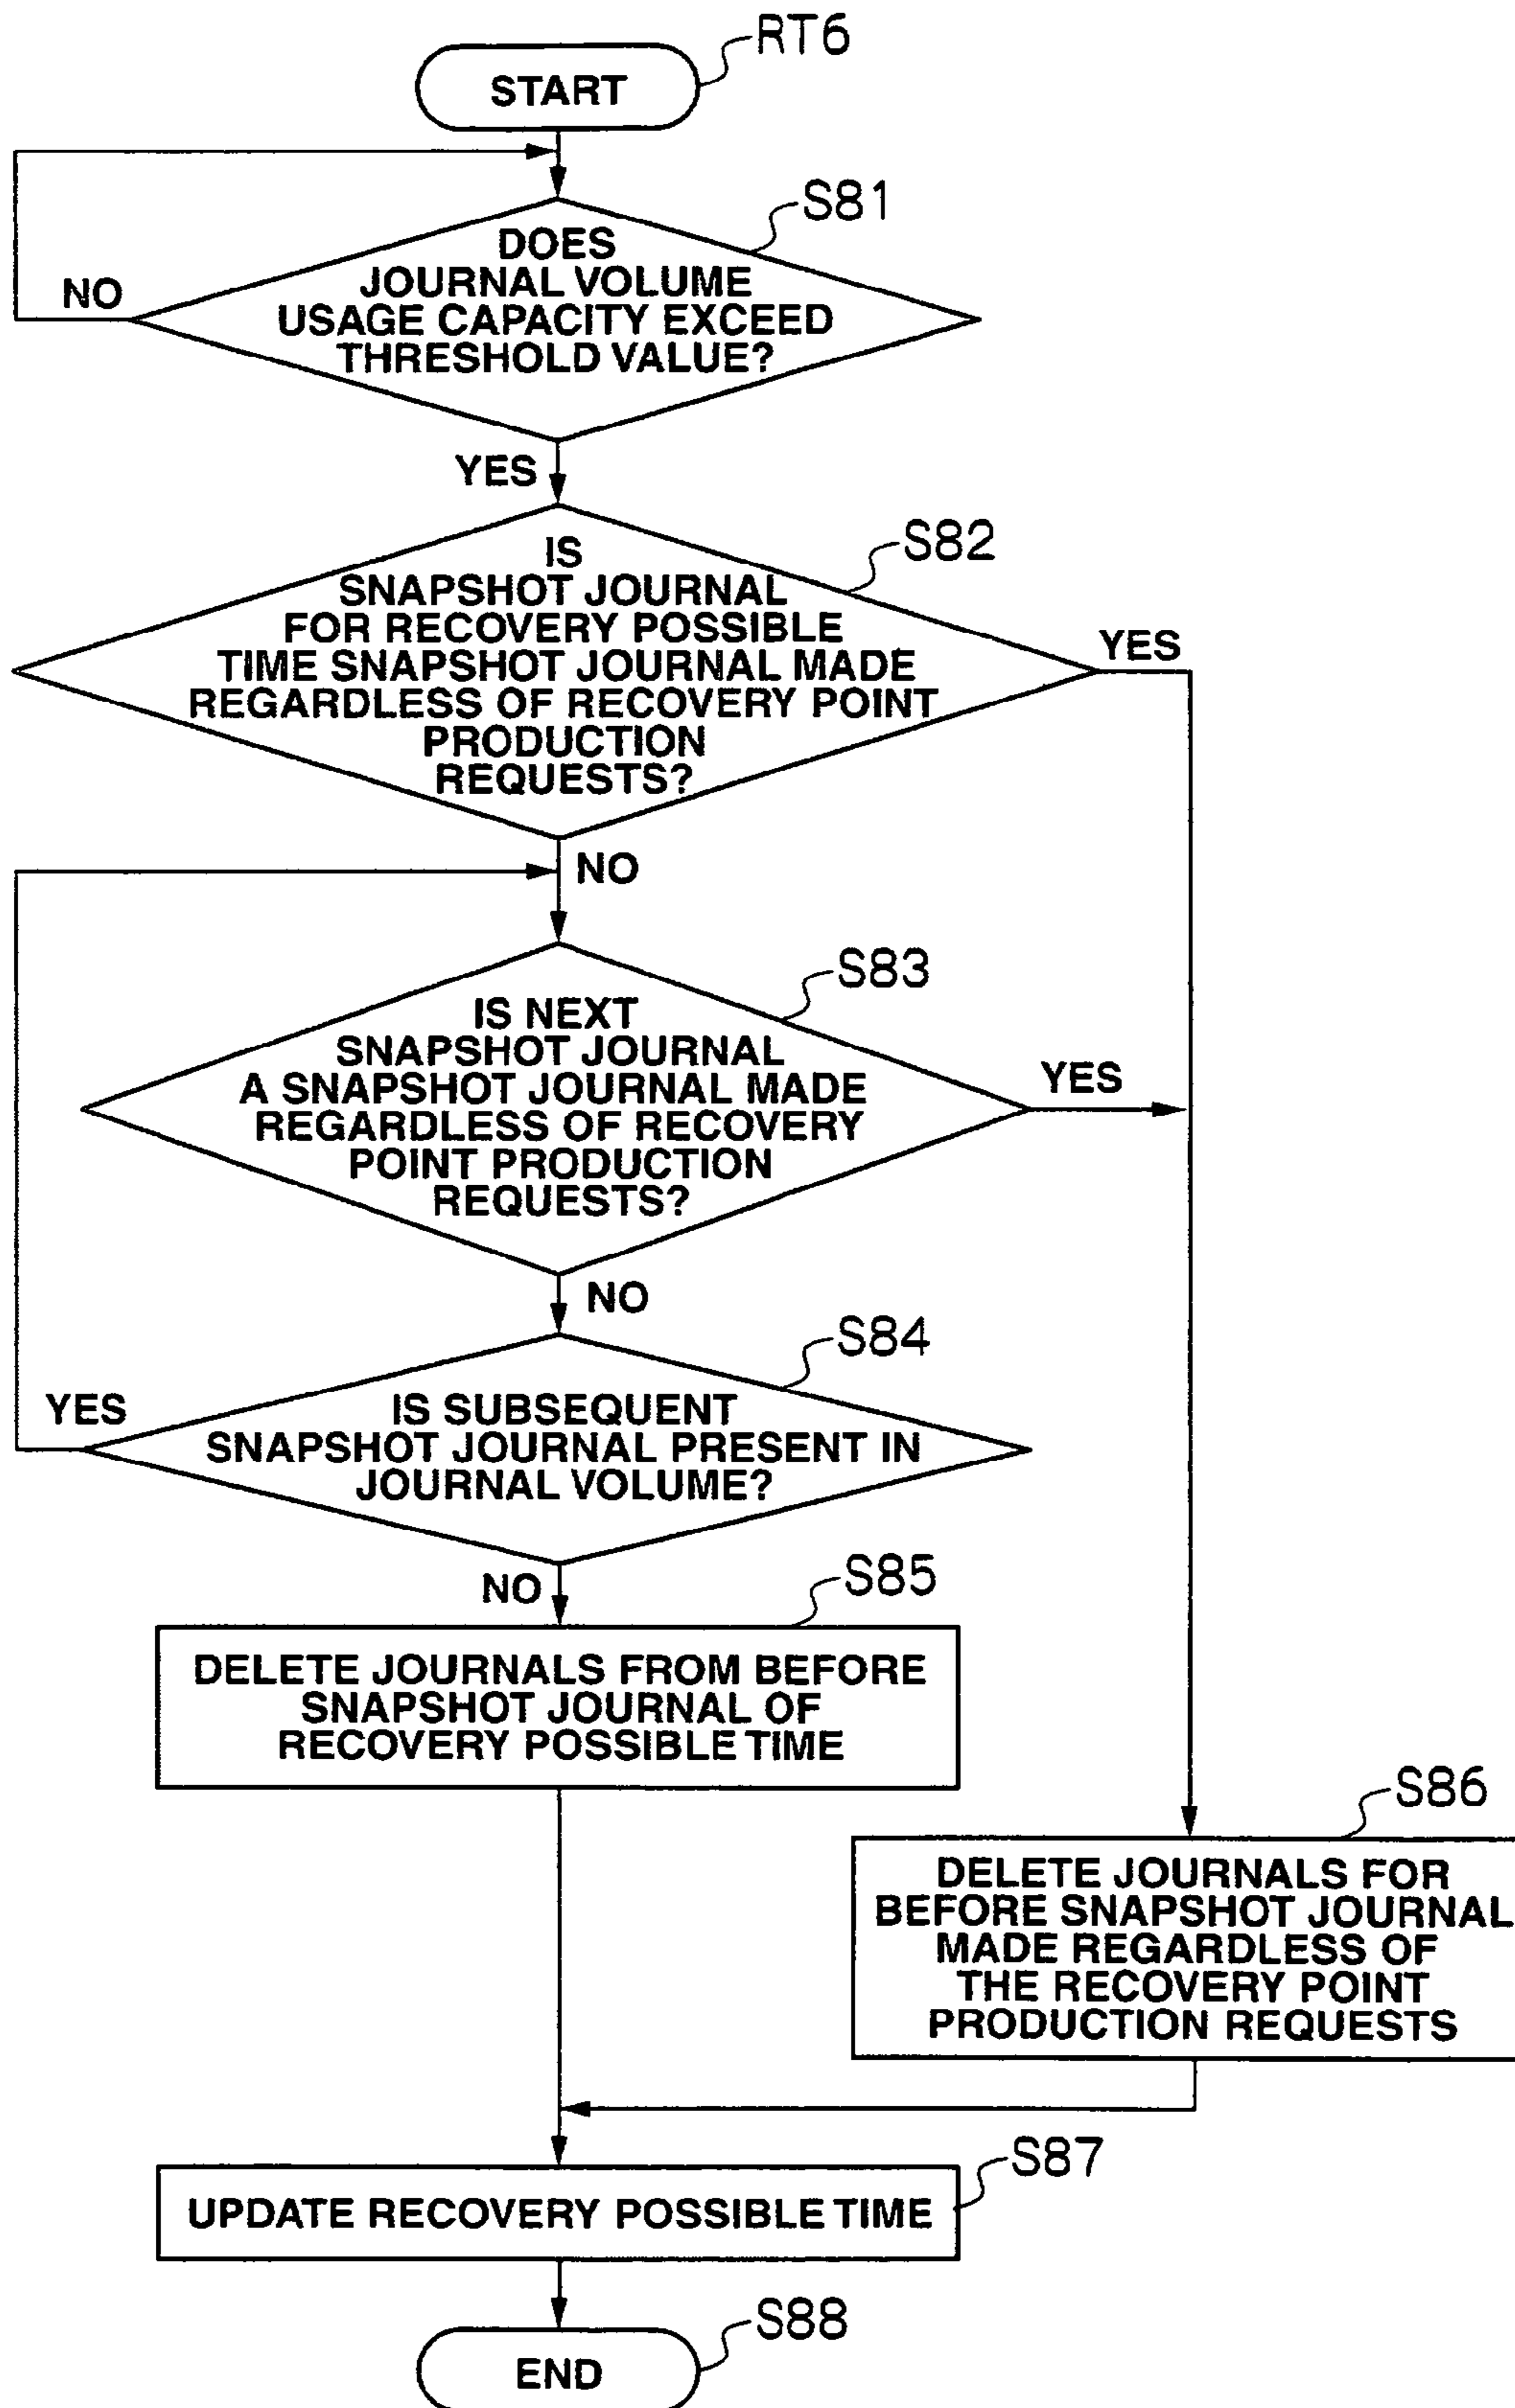 RT6
START
S81
DOES
JOURNAL VOLUME
USAGE CAPACITY EXCEED
THRESHOLD VALUE?
NO
YES
S82
IS
SNAPSHOT JOURNAL
FOR RECOVERY POSSIBLE
TIME SNAPSHOT JOURNAL MADE
REGARDLESS OF RECOVERY POINT
PRODUCTION
REQUESTS?
YES
NO
S83
IS NEXT
SNAPSHOT JOURNAL
A SNAPSHOT JOURNAL MADE
REGARDLESS OF RECOVERY
POINT PRODUCTION
REQUESTS?
YES
NO
S84
YES
IS SUBSEQUENT
SNAPSHOT JOURNAL PRESENT IN
JOURNAL VOLUME?
NO
S85
DELETE JOURNALS FROM BEFORE
SNAPSHOT JOURNAL OF
RECOVERY POSSIBLE TIME
S86
DELETE JOURNALS FOR
BEFORE SNAPSHOT JOURNAL
MADE REGARDLESS OF
THE RECOVERY POINT
PRODUCTION REQUESTS
S87
UPDATE RECOVERY POSSIBLE TIME
S88
END